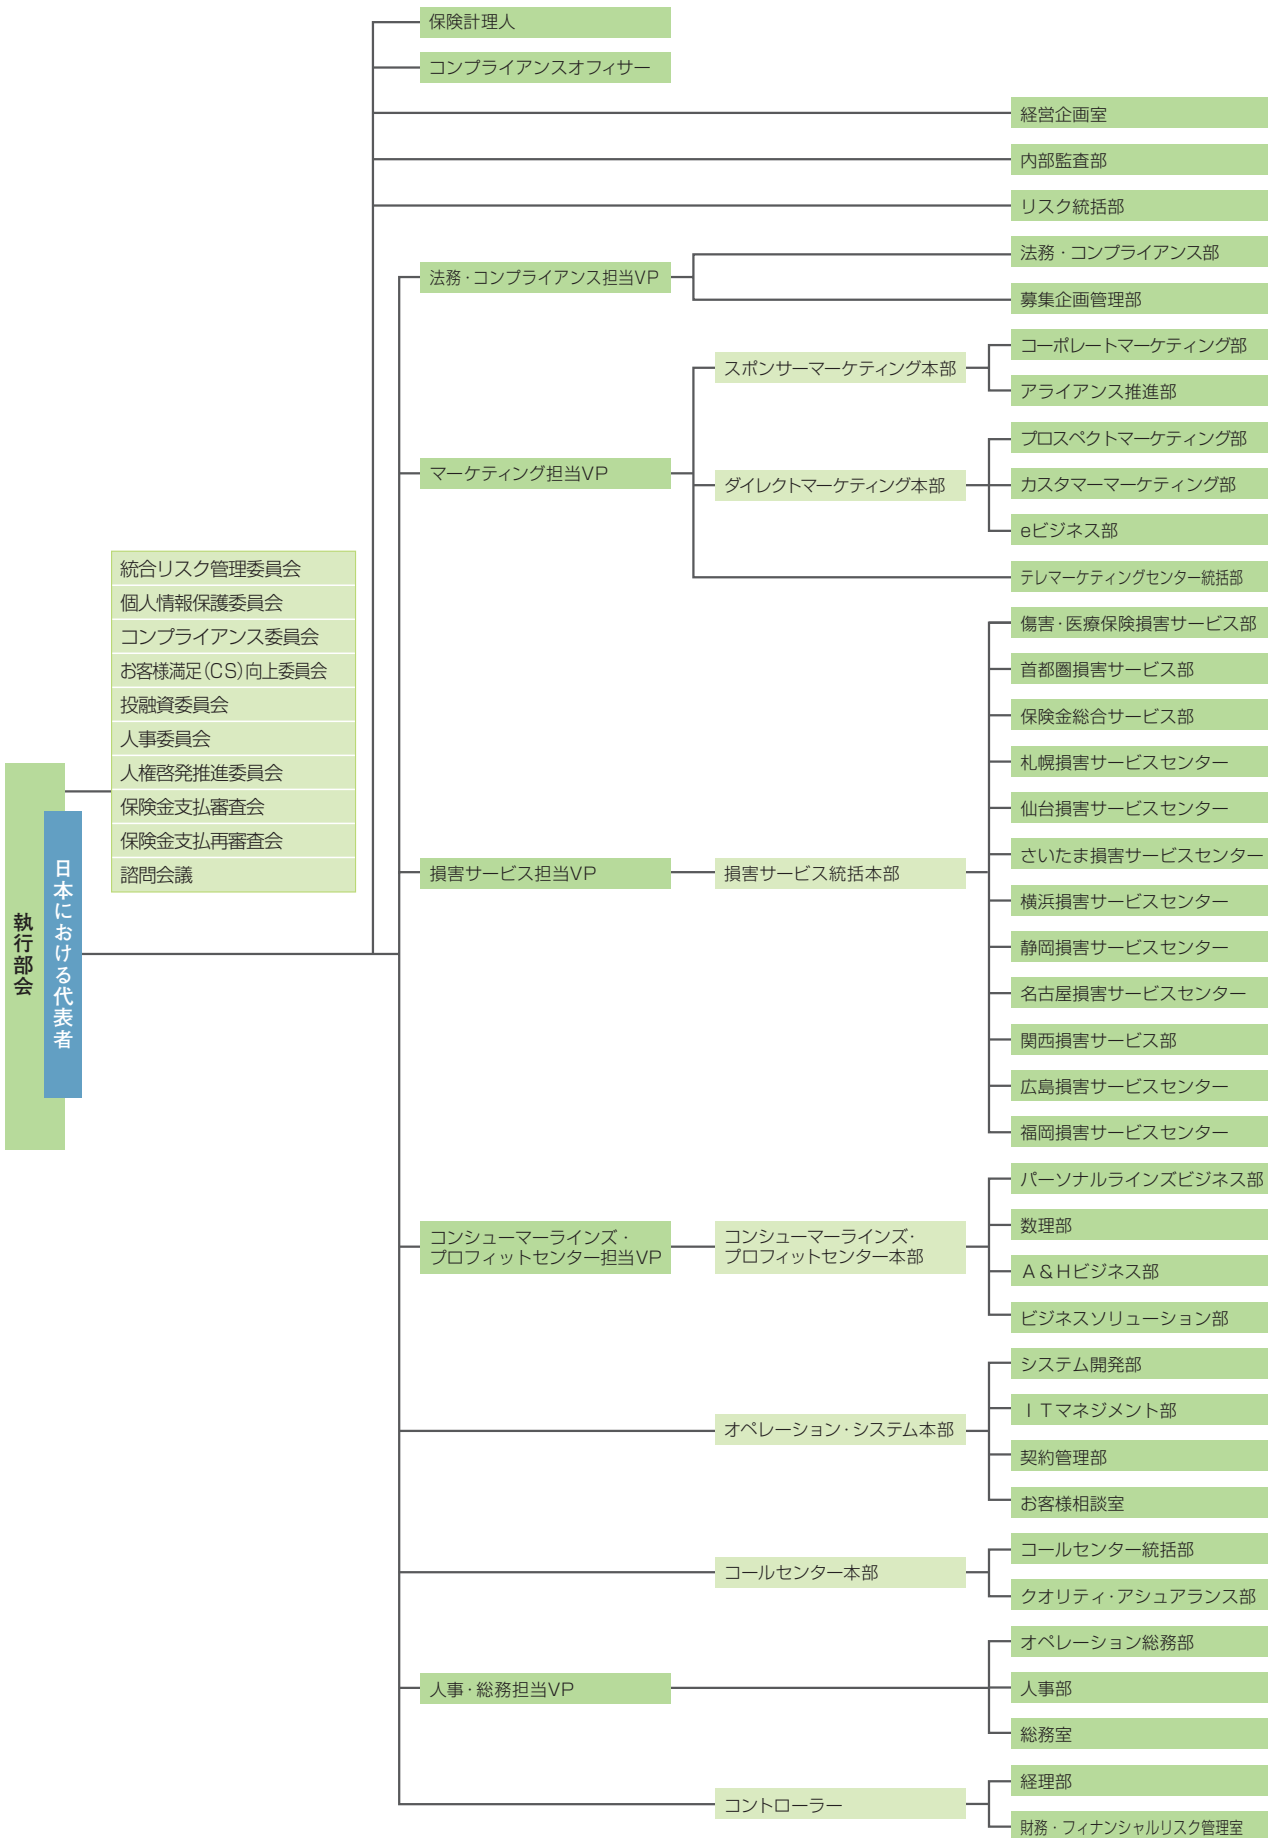 執行部会
日本における代表者
統合リスク管理委員会
個人情報保護委員会
コンプライアンス委員会
お客様満足(CS)向上委員会
投融資委員会
人事委員会
人権啓発推進委員会
保険金支払審査会
保険金支払再審査会
諮問会議
保険計理人
コンプライアンスオフィサー
経営企画室
内部監査部
リスク統括部
法務・コンプライアンス担当VP
法務・コンプライアンス部
募集企画管理部
マーケティング担当VP
スポンサーマーケティング本部
コーポレートマーケティング部
アライアンス推進部
ダイレクトマーケティング本部
プロスペクトマーケティング部
カスタマーマーケティング部
eビジネス部
テレマーケティングセンター統括部
損害サービス担当VP
損害サービス統括本部
傷害・医療保険損害サービス部
首都圏損害サービス部
保険金総合サービス部
札幌損害サービスセンター
仙台損害サービスセンター
さいたま損害サービスセンター
横浜損害サービスセンター
静岡損害サービスセンター
名古屋損害サービスセンター
関西損害サービス部
広島損害サービスセンター
福岡損害サービスセンター
コンシューマーラインズ・
プロフィットセンター担当VP
コンシューマーラインズ・
プロフィットセンター本部
パーソナルラインズビジネス部
数理部
A&Hビジネス部
ビジネスソリューション部
オペレーション・システム本部
システム開発部
ITマネジメント部
契約管理部
お客様相談室
コールセンター本部
コールセンター統括部
クオリティ・アシュアランス部
人事・総務担当VP
オペレーション総務部
人事部
総務室
コントローラー
経理部
財務・フィナンシャルリスク管理室